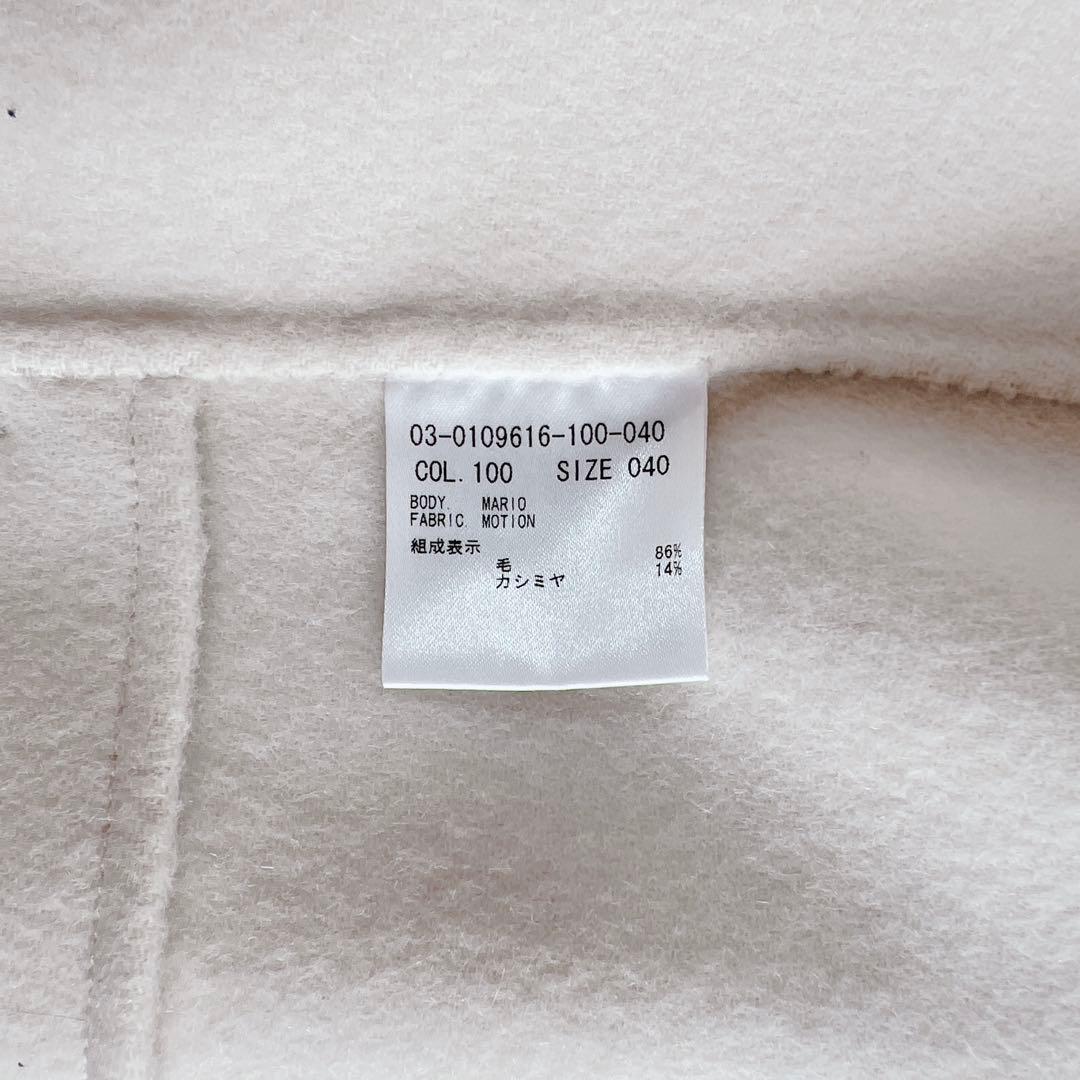 03-0109616-100-040
COL. 100 SIZE 040
BODY. MARIO
FABRIC. MOTION
組成表示
毛 86%
カシミヤ 14%